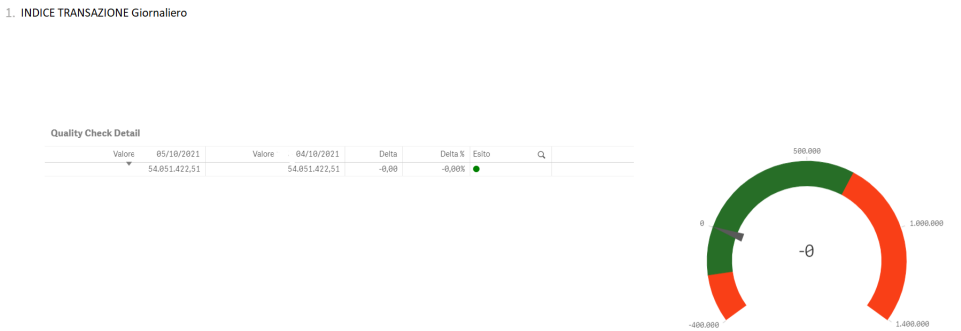 1. INDICE TRANSAZIONE Giornaliero
Quality Check Detail
Valore 05/10/2021 Valore 04/10/2021 Delta Delta % Esito
54.051.422,51 54.051.422,51 -0,00 -0,00%
500.000
0 1.000.000
-0
-400.000 1.400.000